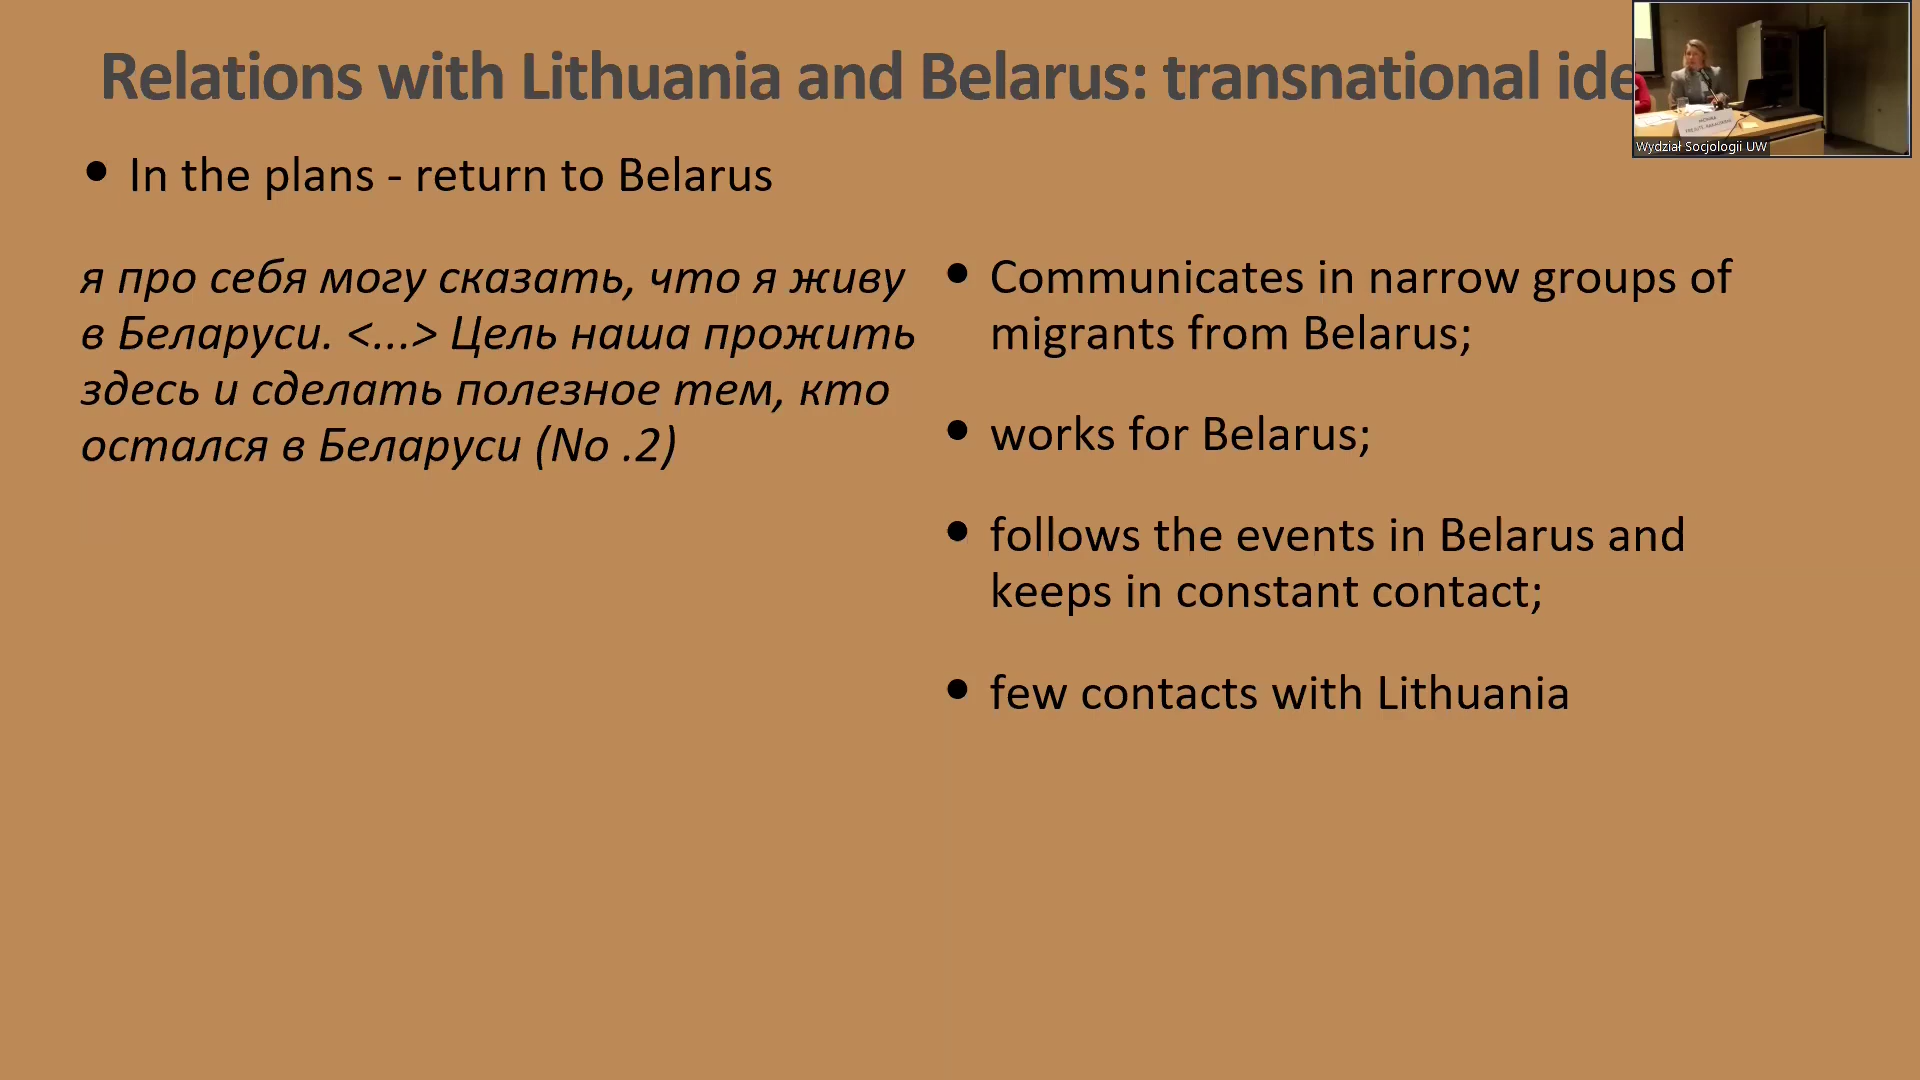 Relations with Lithuania and Belarus: transnational ide
Wydział Socjologii UW
• In the plans - return to Belarus
я про себя могу сказать, что я живу
в Беларуси. <...> Цель наша прожить
здесь и сделать полезное тем, кто
остался в Беларуси (No .2)
• Communicates in narrow groups of
migrants from Belarus;
• works for Belarus;
• follows the events in Belarus and
keeps in constant contact;
• few contacts with Lithuania